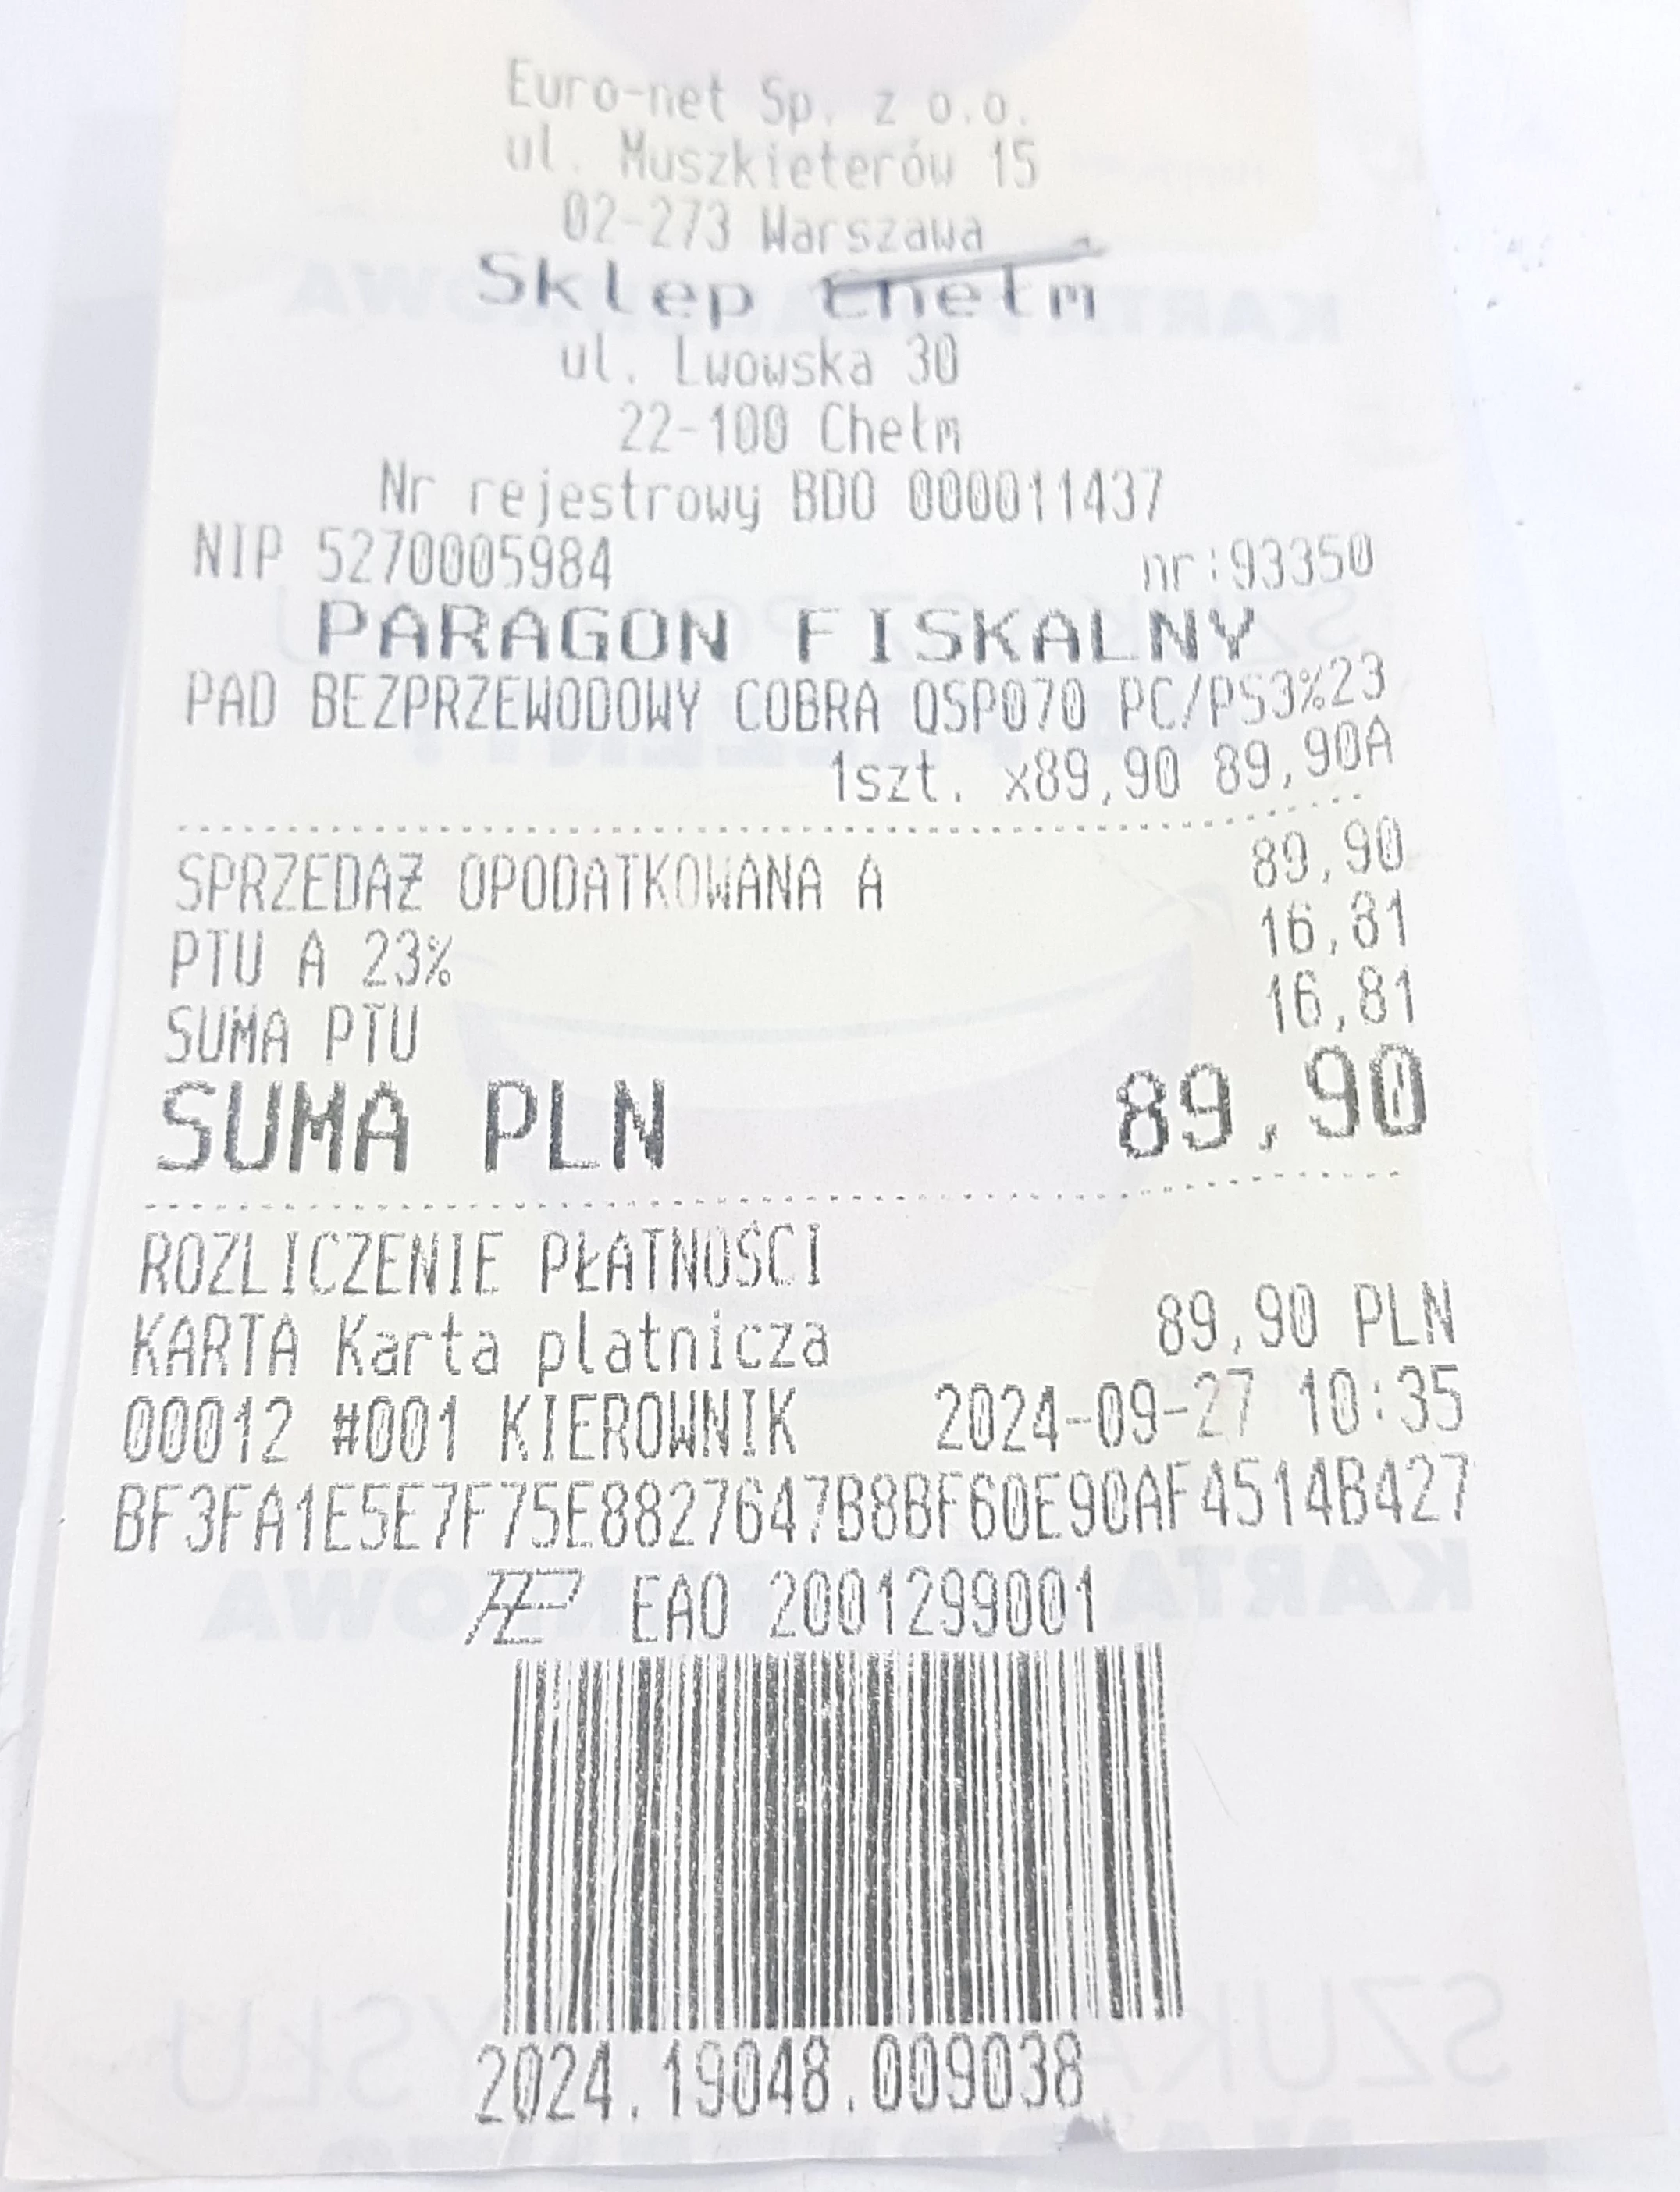 Euro-net Sp. z o.o.
ul. Muszkieterów 15
02-273 Warszawa
Sklep Chełm
ul. Lwowska 30
22-100 Chełm
Nr rejestrowy BDO 000011437
NIP 5270005984 nr:93350
PARAGON FISKALNY
PAD BEZPRZEWODOWY COBRA QSP070 PC/PS3%23
1szt. x89,90 89,90A
SPRZEDAŻ OPODATKOWANA A 89,90
PTU A 23% 16,81
SUMA PTU 16,81
SUMA PLN 89,90
ROZLICZENIE PŁATNOŚCI
KARTA Karta płatnicza 89,90 PLN
00012 #001 KIEROWNIK 2024-09-27 10:35
BF3FA1E5E7F75E8827647B8BF60E90AF4514B427
EAO 2001299001
2024.19048.009038